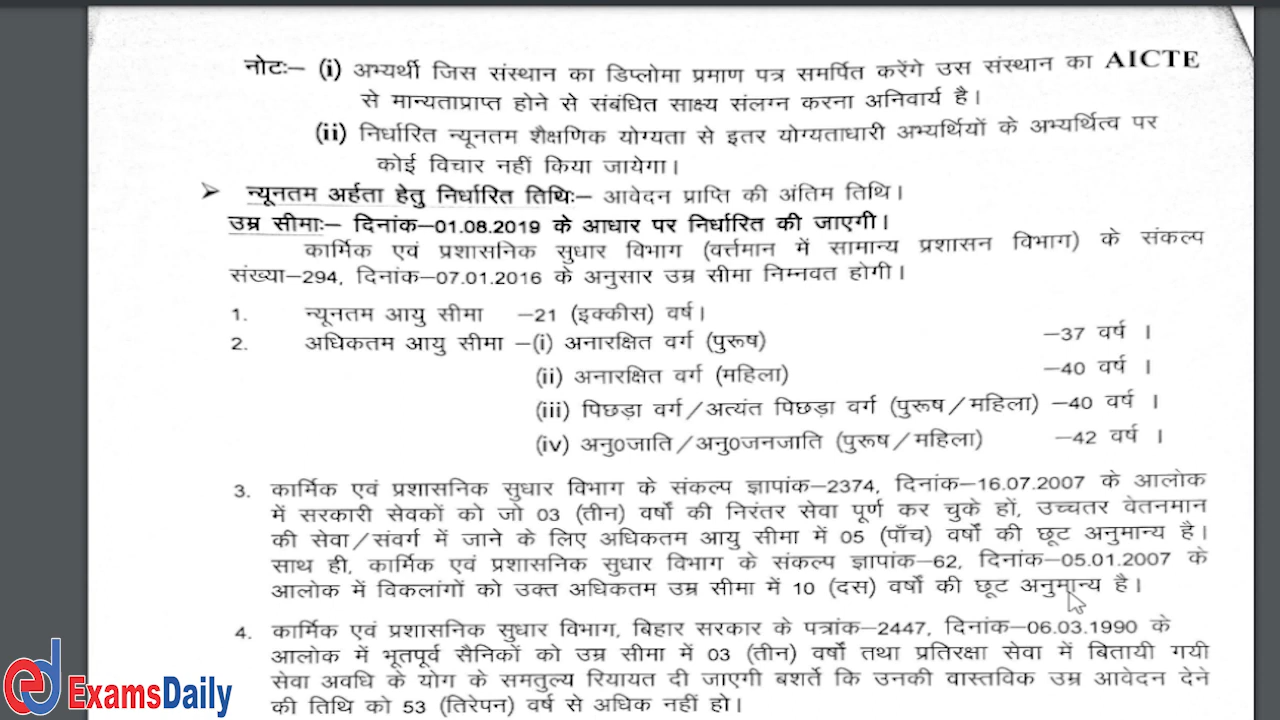 नोटः– (i) अभ्यर्थी जिस संस्थान का डिप्लोमा प्रमाण पत्र समर्पित करेंगे उस संस्थान का AICTE
से मान्यताप्राप्त होने से संबंधित साक्ष्य संलग्न करना अनिवार्य है।
(ii) निर्धारित न्यूनतम शैक्षणिक योग्यता से इतर योग्यताधारी अभ्यर्थियों के अभ्यर्थित्व पर
कोई विचार नहीं किया जायेगा।
➢ न्यूनतम अर्हता हेतु निर्धारित तिथिः– आवेदन प्राप्ति की अंतिम तिथि।
उम्र सीमाः– दिनांक–01.08.2019 के आधार पर निर्धारित की जाएगी।
कार्मिक एवं प्रशासनिक सुधार विभाग (वर्त्तमान में सामान्य प्रशासन विभाग) के संकल्प
संख्या–294, दिनांक–07.01.2016 के अनुसार उम्र सीमा निम्नवत होगी।
1. न्यूनतम आयु सीमा –21 (इक्कीस) वर्ष।
2. अधिकतम आयु सीमा –(i) अनारक्षित वर्ग (पुरूष) –37 वर्ष ।
(ii) अनारक्षित वर्ग (महिला) –40 वर्ष ।
(iii) पिछड़ा वर्ग/अत्यंत पिछड़ा वर्ग (पुरूष/महिला) –40 वर्ष ।
(iv) अनु0जाति/अनु0जनजाति (पुरूष/महिला) –42 वर्ष ।
3. कार्मिक एवं प्रशासनिक सुधार विभाग के संकल्प ज्ञापांक–2374, दिनांक–16.07.2007 के आलोक
में सरकारी सेवकों को जो 03 (तीन) वर्षों की निरंतर सेवा पूर्ण कर चुके हों, उच्चतर वेतनमान
की सेवा/संवर्ग में जाने के लिए अधिकतम आयु सीमा में 05 (पाँच) वर्षों की छूट अनुमान्य है।
साथ ही, कार्मिक एवं प्रशासनिक सुधार विभाग के संकल्प ज्ञापांक–62, दिनांक–05.01.2007 के
आलोक में विकलांगों को उक्त अधिकतम उम्र सीमा में 10 (दस) वर्षों की छूट अनुमान्य है।
4. कार्मिक एवं प्रशासनिक सुधार विभाग, बिहार सरकार के पत्रांक–2447, दिनांक–06.03.1990 के
आलोक में भूतपूर्व सैनिकों को उम्र सीमा में 03 (तीन) वर्षों तथा प्रतिरक्षा सेवा में बितायी गयी
सेवा अवधि के योग के समतुल्य रियायत दी जाएगी बशर्ते कि उनकी वास्तविक उम्र आवेदन देने
की तिथि को 53 (तिरेपन) वर्ष से अधिक नहीं हो।
ExamsDaily